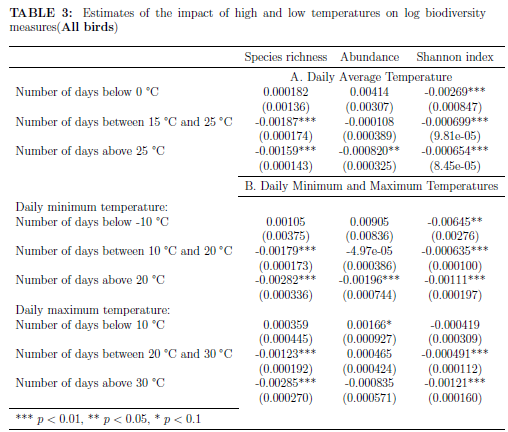 TABLE 3: Estimates of the impact of high and low temperatures on log biodiversity
measures(All birds)
Species richness Abundance Shannon index
A. Daily Average Temperature
Number of days below 0 °C 0.000182 0.00414 -0.00269***
(0.00136) (0.00307) (0.000847)
Number of days between 15 °C and 25 °C -0.00187*** -0.000108 -0.000699***
(0.000174) (0.000389) (9.81e-05)
Number of days above 25 °C -0.00159*** -0.000820** -0.000654***
(0.000143) (0.000325) (8.45e-05)
B. Daily Minimum and Maximum Temperatures
Daily minimum temperature:
Number of days below -10 °C 0.00105 0.00905 -0.00645**
(0.00375) (0.00836) (0.00276)
Number of days between 10 °C and 20 °C -0.00179*** -4.97e-05 -0.000635***
(0.000173) (0.000386) (0.000100)
Number of days above 20 °C -0.00282*** -0.00196*** -0.00111***
(0.000336) (0.000744) (0.000197)
Daily maximum temperature:
Number of days below 10 °C 0.000359 0.00166* -0.000419
(0.000445) (0.000927) (0.000309)
Number of days between 20 °C and 30 °C -0.00123*** 0.000465 -0.000491***
(0.000192) (0.000424) (0.000112)
Number of days above 30 °C -0.00285*** -0.000835 -0.00121***
(0.000270) (0.000571) (0.000160)
*** p < 0.01, ** p < 0.05, * p < 0.1